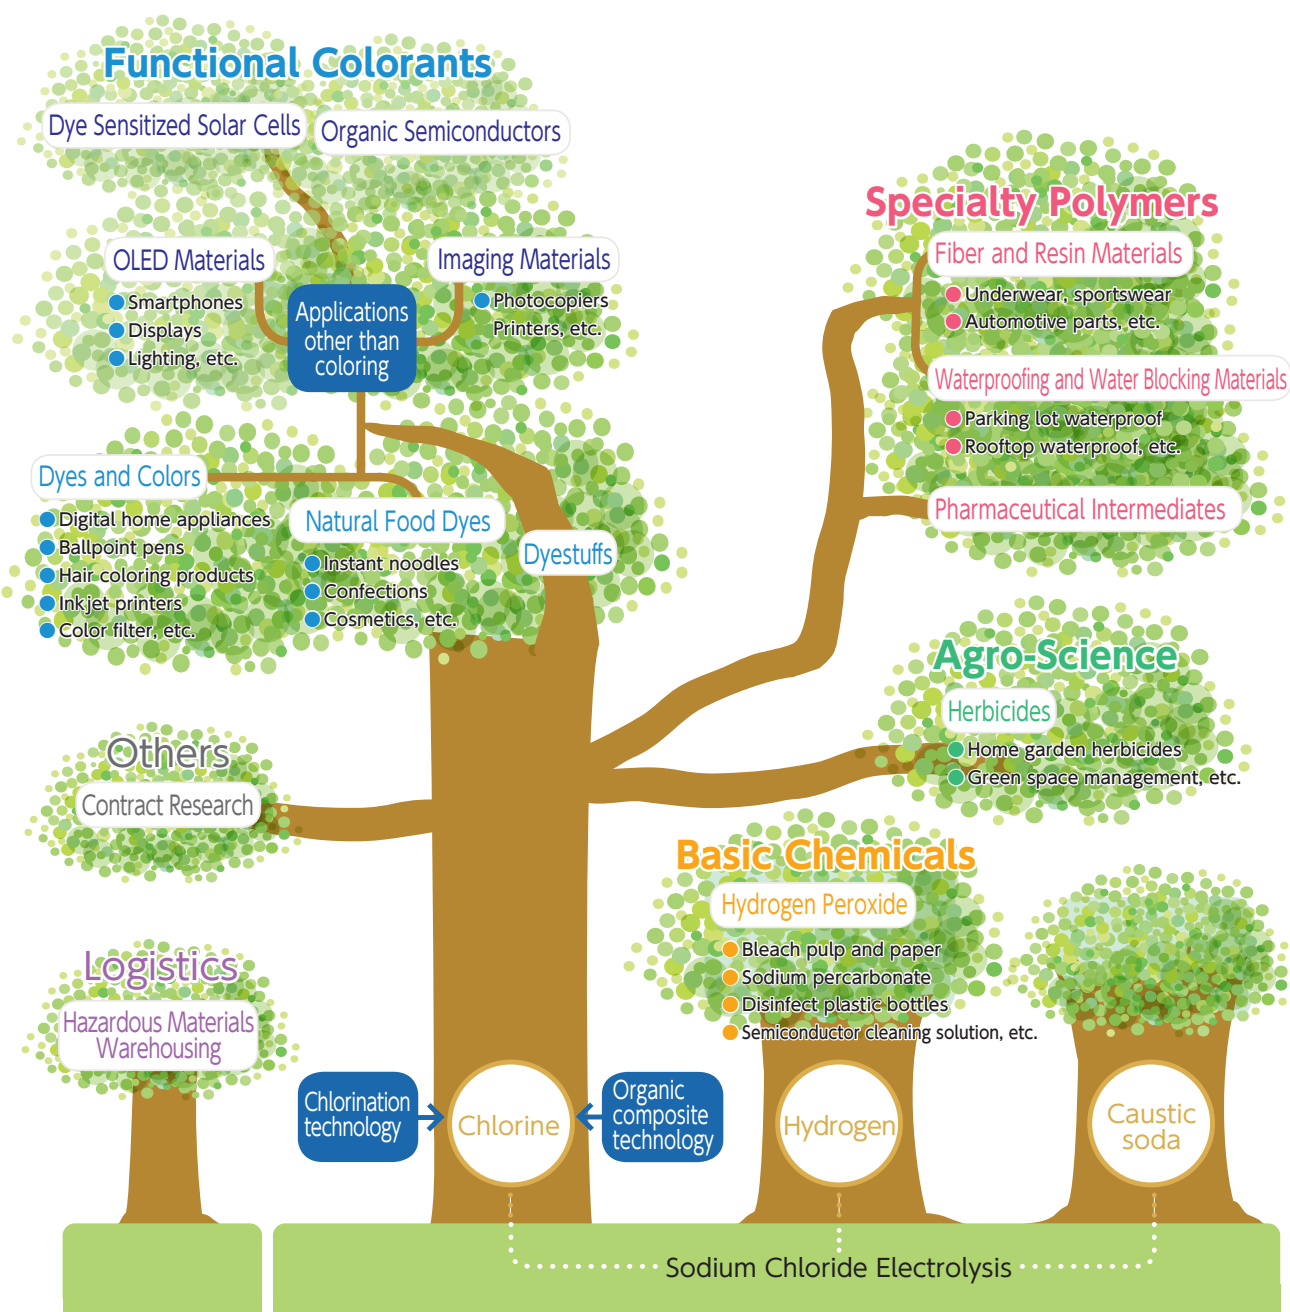 Functional Colorants
Dye Sensitized Solar Cells
Organic Semiconductors
OLED Materials
Smartphones
Displays
Lighting, etc.
Imaging Materials
Photocopiers
Printers, etc.
Applications
other than
coloring
Dyes and Colors
Digital home appliances
Ballpoint pens
Hair coloring products
Inkjet printers
Color filter, etc.
Natural Food Dyes
Instant noodles
Confections
Cosmetics, etc.
Dyestuffs
Specialty Polymers
Fiber and Resin Materials
Underwear, sportswear
Automotive parts, etc.
Waterproofing and Water Blocking Materials
Parking lot waterproof
Rooftop waterproof, etc.
Pharmaceutical Intermediates
Agro-Science
Herbicides
Home garden herbicides
Green space management, etc.
Others
Contract Research
Basic Chemicals
Hydrogen Peroxide
Bleach pulp and paper
Sodium percarbonate
Disinfect plastic bottles
Semiconductor cleaning solution, etc.
Logistics
Hazardous Materials
Warehousing
Chlorination
technology
Chlorine
Organic
composite
technology
Hydrogen
Caustic
soda
Sodium Chloride Electrolysis